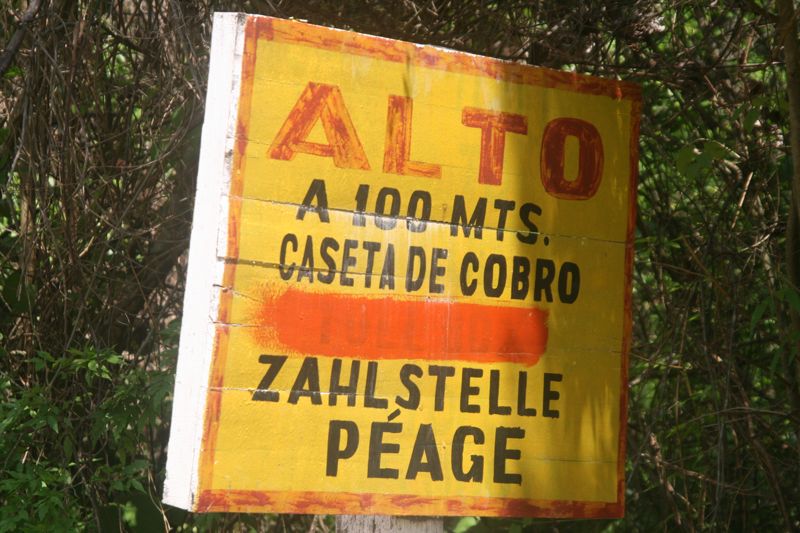 ALTO
A 100 MTS.
CASETA DE COBRO
ZAHLSTELLE
PÉAGE